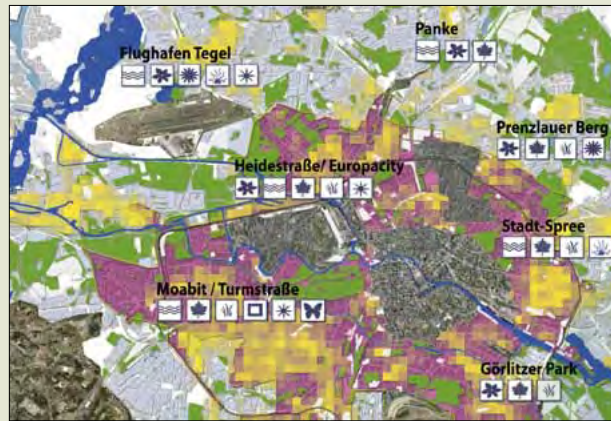 Panke
Flughafen Tegel
Prenzlauer Berg
Heidestraße/ Europacity
Stadt-Spree
Moabit / Turmstraße
Görlitzer Park